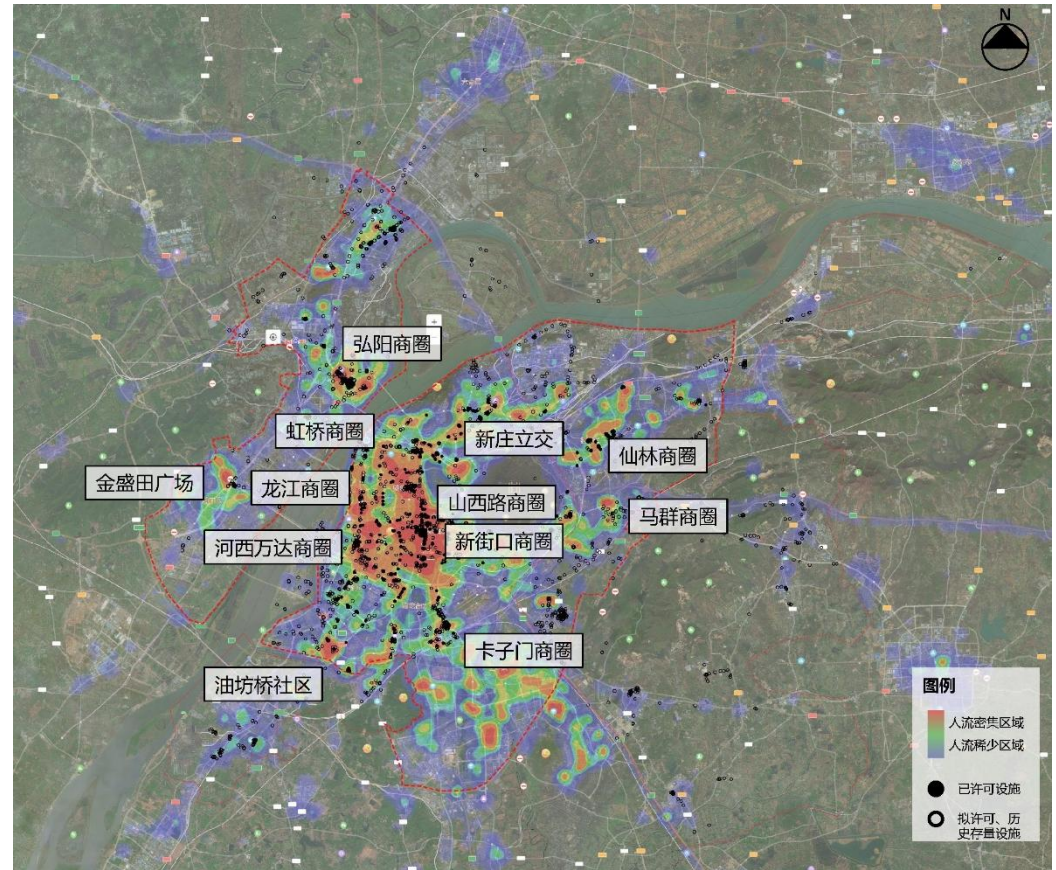 N
弘阳商圈
虹桥商圈
新庄立交
仙林商圈
金盛田广场
龙江商圈
山西路商圈
马群商圈
河西万达商圈
新街口商圈
卡子门商圈
油坊桥社区
图例
人流密集区域
人流稀少区域
已许可设施
拟许可、历
史存量设施